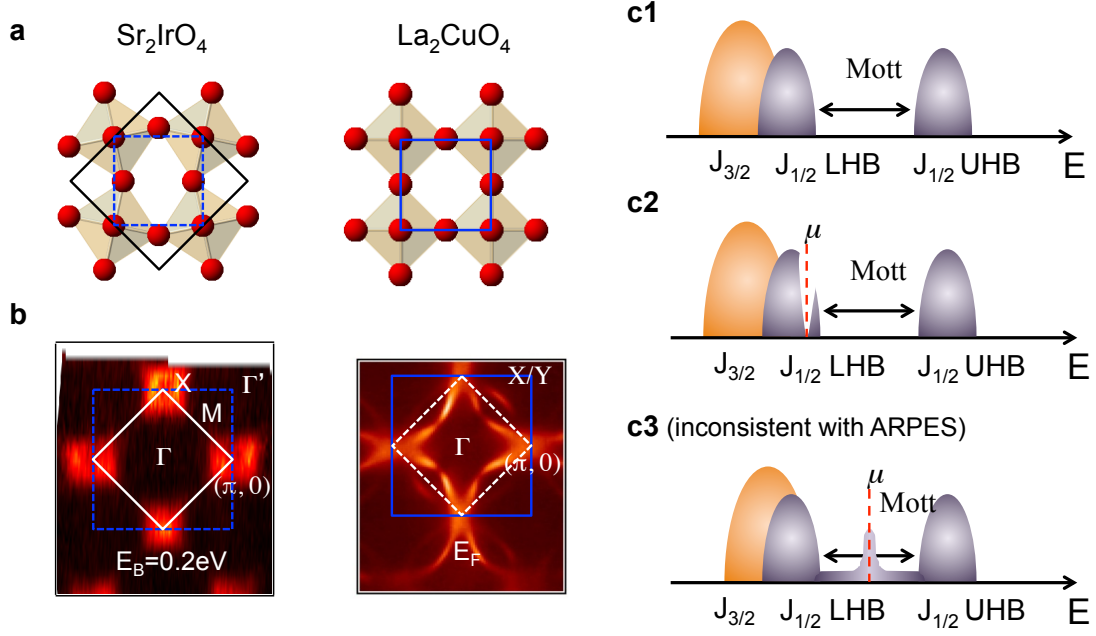 a
Sr₂IrO₄
La₂CuO₄
b
X
Γ'
M
Γ
(π, 0)
E_B=0.2eV
X/Y
Γ
(π, 0)
E_F
c1
Mott
J₃/₂ J₁/₂ LHB J₁/₂ UHB E
c2
μ
Mott
J₃/₂ J₁/₂ LHB J₁/₂ UHB E
c3 (inconsistent with ARPES)
μ
Mott
J₃/₂ J₁/₂ LHB J₁/₂ UHB E